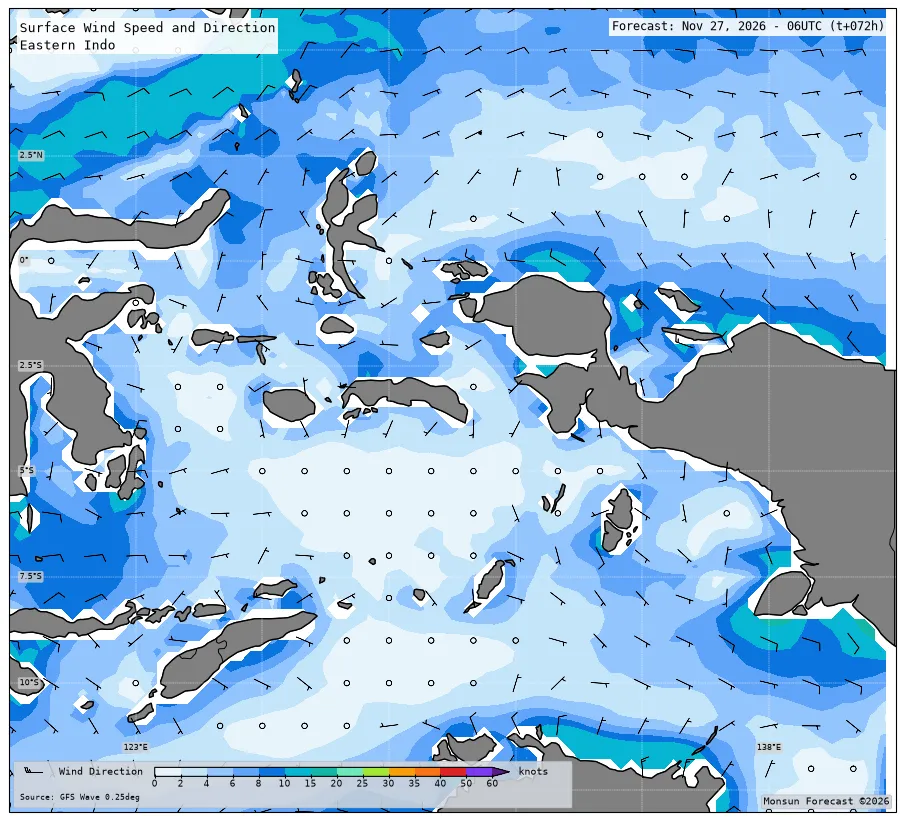 Surface Wind Speed and Direction
Eastern Indo
Forecast: Nov 27, 2026 - 06UTC (t+072h)
2.5°N
0°
2.5°S
5°S
7.5°S
10°S
123°E
138°E
Wind Direction
knots
0 2 4 6 8 10 15 20 25 30 35 40 50 60
Source: GFS Wave 0.25deg
Monsun Forecast ©2026